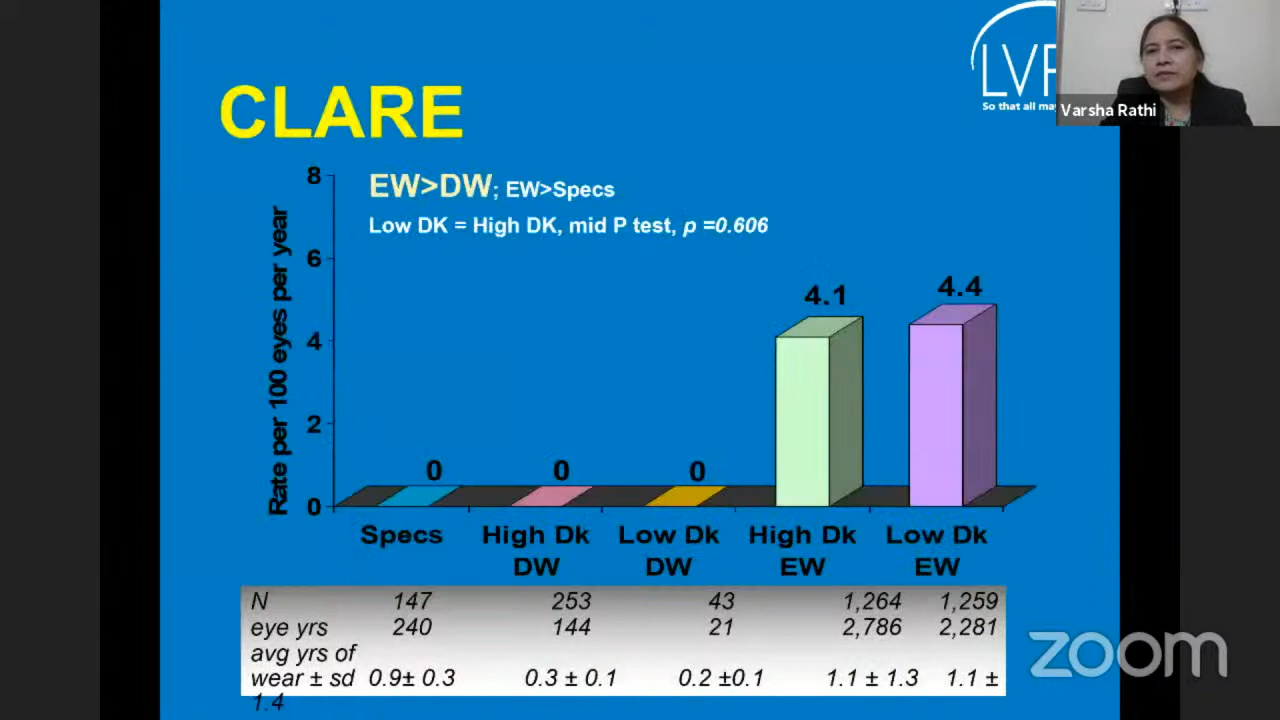 LVP
So that all may
Varsha Rathi
CLARE
EW>DW; EW>Specs
Low DK = High DK, mid P test, p =0.606
Rate per 100 eyes per year
8
6
4
2
0
0
0
0
4.1
4.4
Specs
High Dk DW
Low Dk DW
High Dk EW
Low Dk EW
N 147 253 43 1,264 1,259
eye yrs 240 144 21 2,786 2,281
avg yrs of
wear ± sd 0.9± 0.3 0.3 ± 0.1 0.2 ±0.1 1.1 ± 1.3 1.1 ±
1.4
zoom